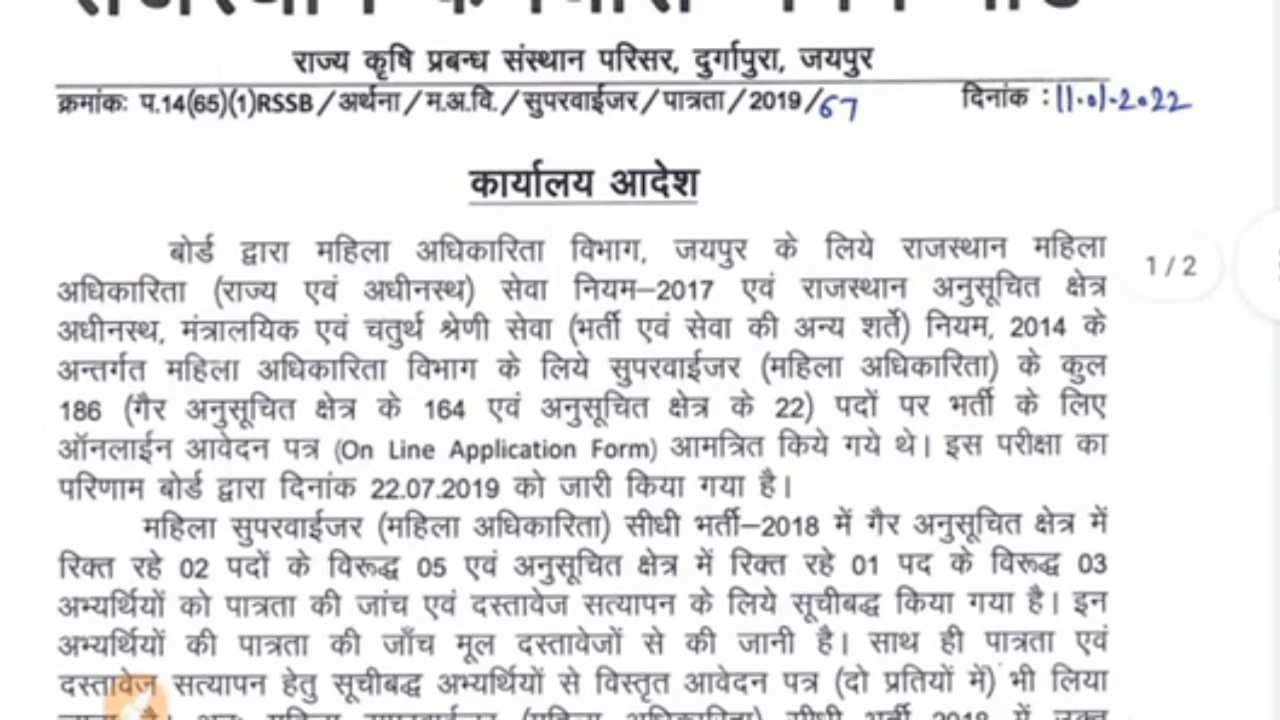 राज्य कृषि प्रबन्ध संस्थान परिसर, दुर्गापुरा, जयपुर
क्रमांकः प.14(65)(1)RSSB/अर्थना/म.अ.वि./सुपरवाईजर/पात्रता/2019/67 दिनांक :11.01.2022
कार्यालय आदेश
बोर्ड द्वारा महिला अधिकारिता विभाग, जयपुर के लिये राजस्थान महिला
अधिकारिता (राज्य एवं अधीनस्थ) सेवा नियम–2017 एवं राजस्थान अनुसूचित क्षेत्र
1 / 2
अधीनस्थ, मंत्रालयिक एवं चतुर्थ श्रेणी सेवा (भर्ती एवं सेवा की अन्य शर्ते) नियम, 2014 के
अन्तर्गत महिला अधिकारिता विभाग के लिये सुपरवाईजर (महिला अधिकारिता) के कुल
186 (गैर अनुसूचित क्षेत्र के 164 एवं अनुसूचित क्षेत्र के 22) पदों पर भर्ती के लिए
ऑनलाईन आवेदन पत्र (On Line Application Form) आमत्रित किये गये थे। इस परीक्षा का
परिणाम बोर्ड द्वारा दिनांक 22.07.2019 को जारी किया गया है।
महिला सुपरवाईजर (महिला अधिकारिता) सीधी भर्ती–2018 में गैर अनुसूचित क्षेत्र में
रिक्त रहे 02 पदों के विरूद्ध 05 एवं अनुसूचित क्षेत्र में रिक्त रहे 01 पद के विरूद्ध 03
अभ्यर्थियों को पात्रता की जांच एवं दस्तावेज सत्यापन के लिये सूचीबद्ध किया गया है। इन
अभ्यर्थियों की पात्रता की जाँच मूल दस्तावेजों से की जानी है। साथ ही पात्रता एवं
दस्तावेज सत्यापन हेतु सूचीबद्ध अभ्यर्थियों से विस्तृत आवेदन पत्र (दो प्रतियों में) भी लिया